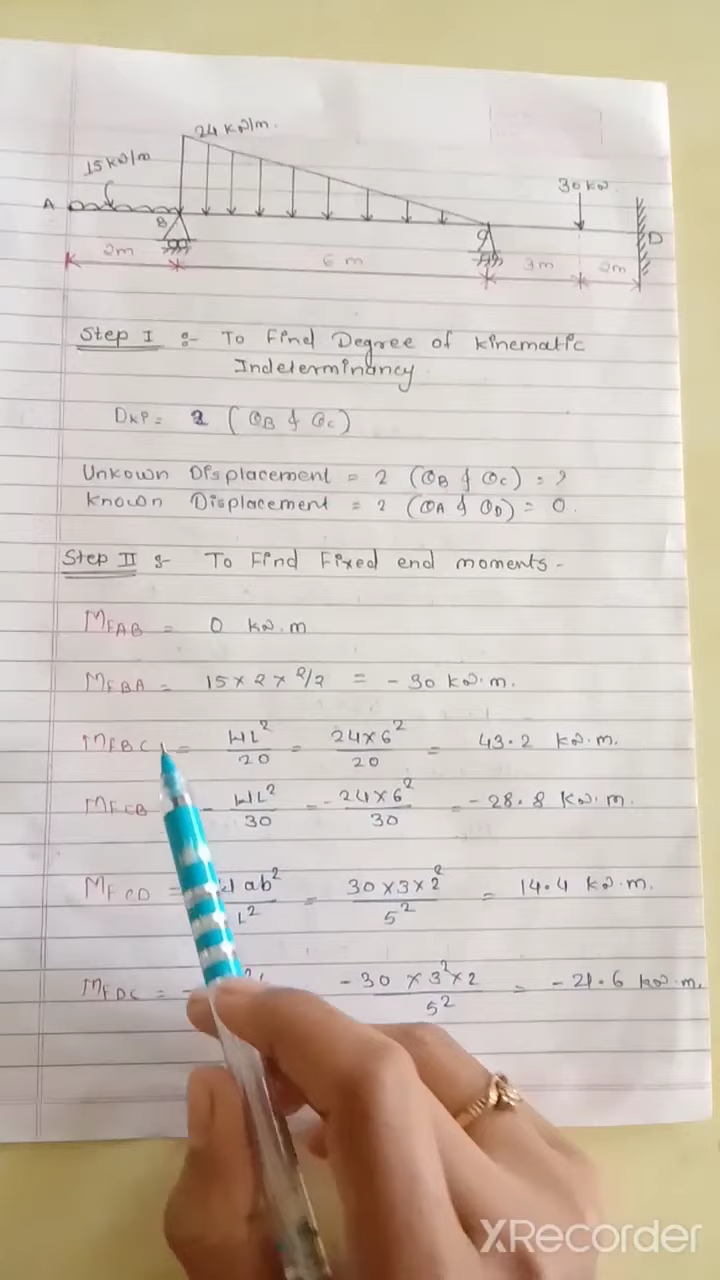 24 KN/m.
15 KN/m
30 KN.
A
B
C
D
2m
6 m
3m
2m
Step I :- To Find Degree of Kinematic
Indeterminancy.
DKP = 2 (θB & θC)
Unkown Displacement = 2 (θB & θC) = ?
Known Displacement = 2 (θA & θD) = 0.
Step II :- To Find Fixed end moments -
MFAB = 0 KN.m
MFBA = 15 × 2 × 2/2 = - 30 KN.m.
MFBC = WL²/20 = 24×6²/20 = 43.2 KN.m.
MFCB - WL²/30 = - 24×6²/30 = - 28.8 KN.m.
MFCD = ab²/L² = 30×3×2²/5² = 14.4 KN.m.
MFDC = - - 30 × 3²×2/5² = - 21.6 KN.m.
XRecorder